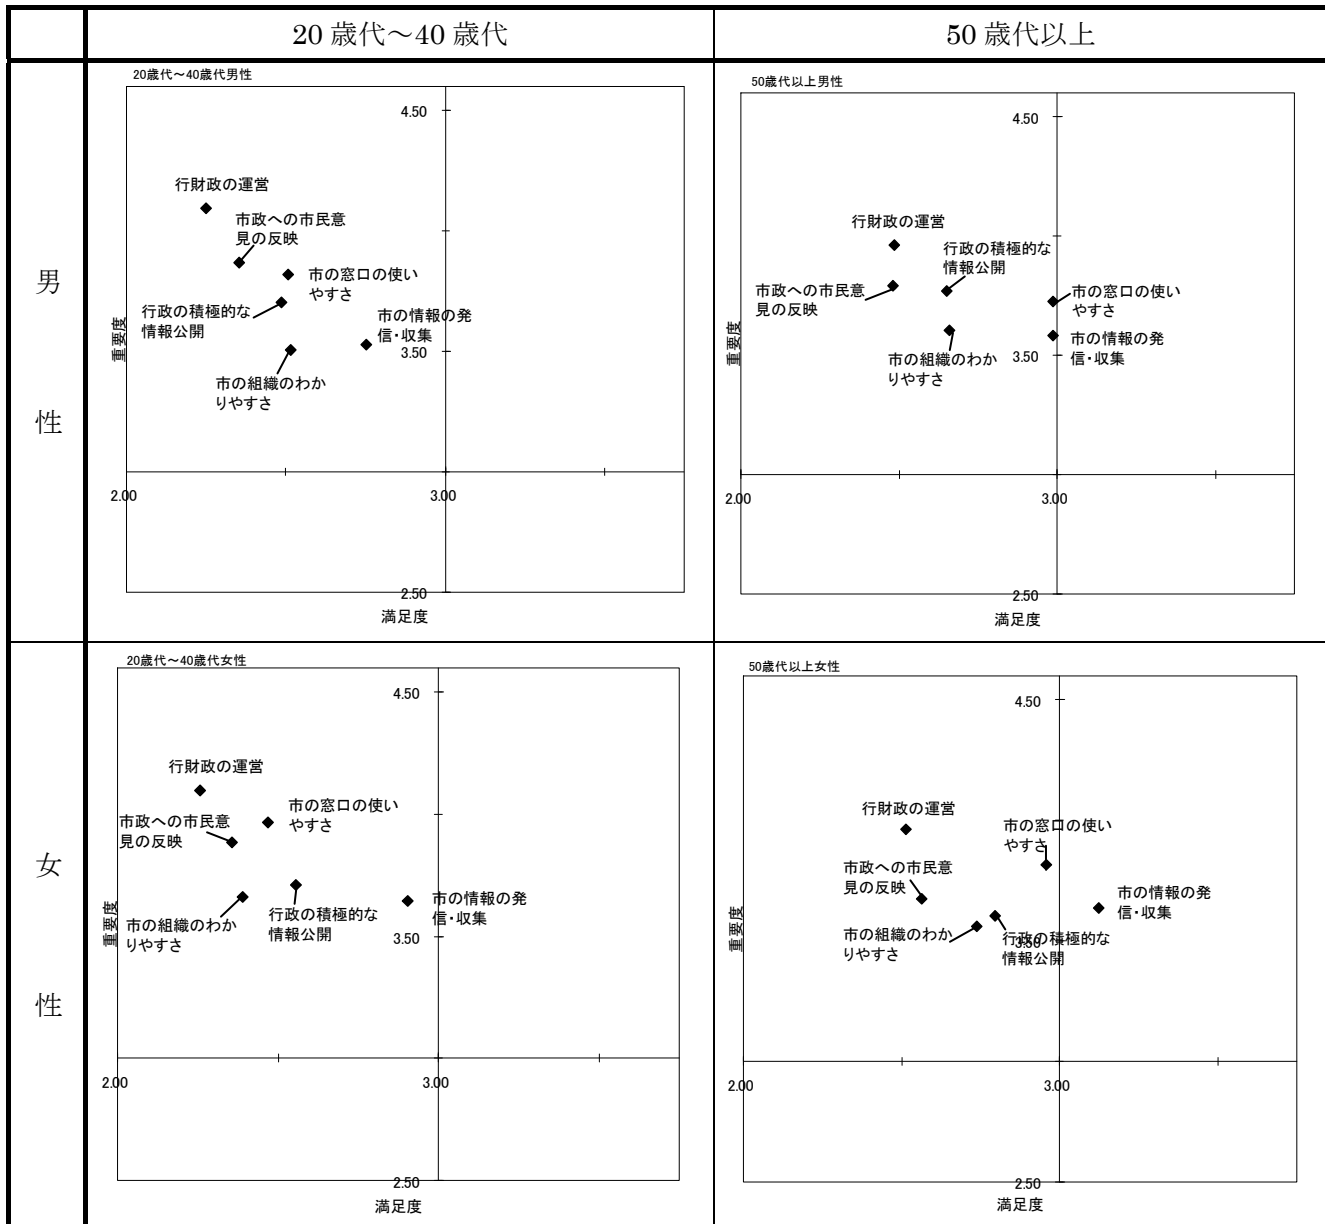 20歳代～40歳代
50歳代以上
男
性
20歳代～40歳代男性
4.50
行財政の運営
市政への市民意
見の反映
市の窓口の使い
やすさ
行政の積極的な
情報公開
市の情報の発
信・収集
重要度
3.50
市の組織のわか
りやすさ
2.00
3.00
2.50
満足度
50歳代以上男性
4.50
行財政の運営
行政の積極的な
情報公開
市政への市民意
見の反映
市の窓口の使い
やすさ
重要度
3.50
市の情報の発
信・収集
市の組織のわか
りやすさ
2.00
3.00
2.50
満足度
女
性
20歳代～40歳代女性
4.50
行財政の運営
市の窓口の使い
やすさ
市政への市民意
見の反映
市の情報の発
信・収集
行政の積極的な
情報公開
市の組織のわか
りやすさ
重要度
3.50
2.00
3.00
2.50
満足度
50歳代以上女性
4.50
行財政の運営
市の窓口の使い
やすさ
市政への市民意
見の反映
市の情報の発
信・収集
重要度
市の組織のわか
りやすさ
3.50
行政の積極的な
情報公開
2.00
3.00
2.50
満足度